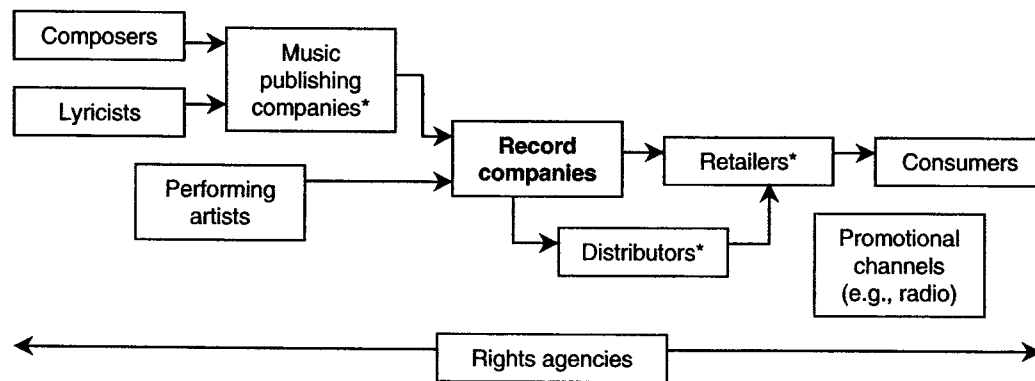 Composers
Lyricists
Music
publishing
companies*
Performing
artists
Record
companies
Retailers*
Consumers
Distributors*
Promotional
channels
(e.g., radio)
Rights agencies